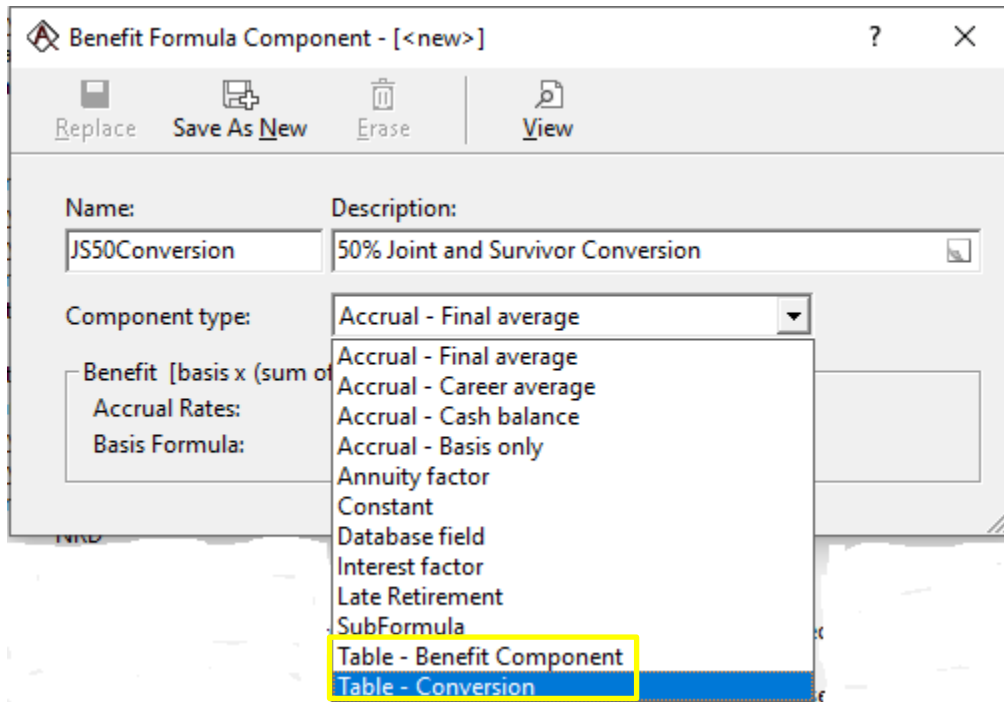 Benefit Formula Component - [<new>]
?
Replace
Save As New
Erase
View
Name:
Description:
JS50Conversion
50% Joint and Survivor Conversion
Component type:
Accrual - Final average
Benefit [basis x (sum of
Accrual Rates:
Basis Formula:
Accrual - Final average
Accrual - Career average
Accrual - Cash balance
Accrual - Basis only
Annuity factor
Constant
Database field
Interest factor
Late Retirement
SubFormula
Table - Benefit Component
Table - Conversion